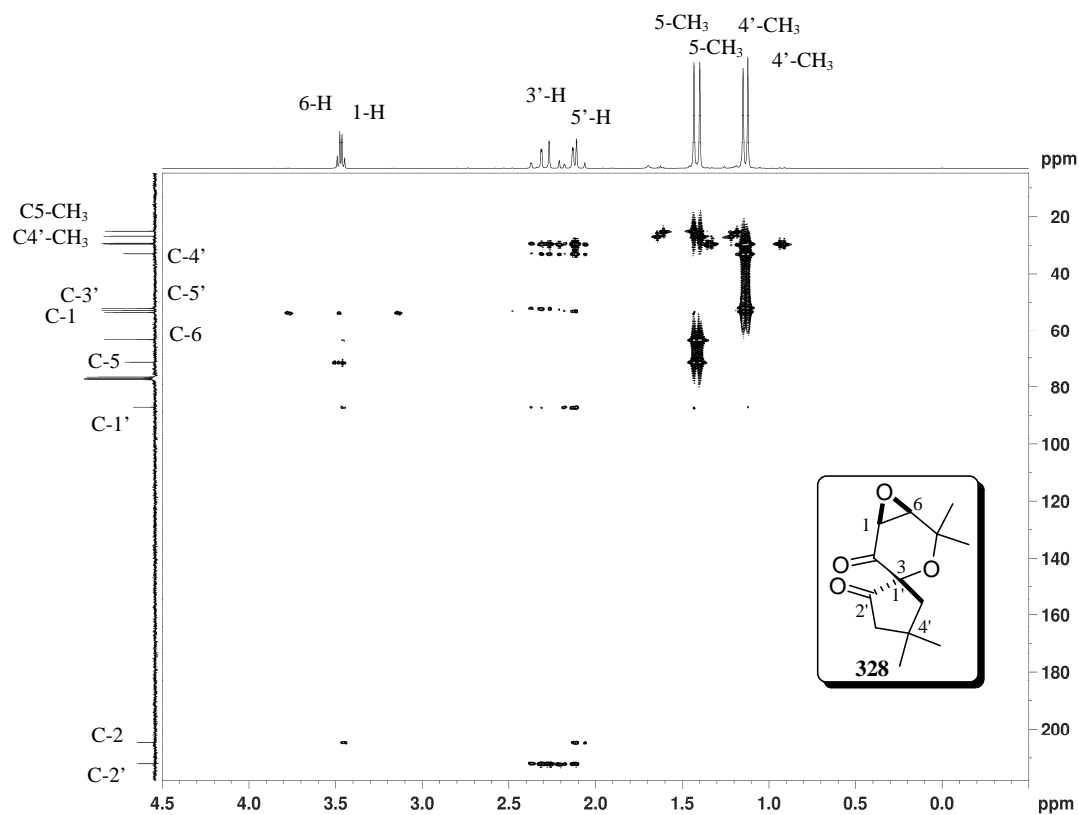 5-CH₃
4’-CH₃
5-CH₃
4’-CH₃
6-H
1-H
3’-H
5’-H
ppm
C5-CH₃
C4’-CH₃
C-4’
C-5’
C-3’
C-1
C-6
C-5
C-1’
C-2
C-2’
20
40
60
80
100
120
140
160
180
200
O
6
1
O
3
O
O
1'
2'
4'
328
4.5 4.0 3.5 3.0 2.5 2.0 1.5 1.0 0.5 0.0 ppm